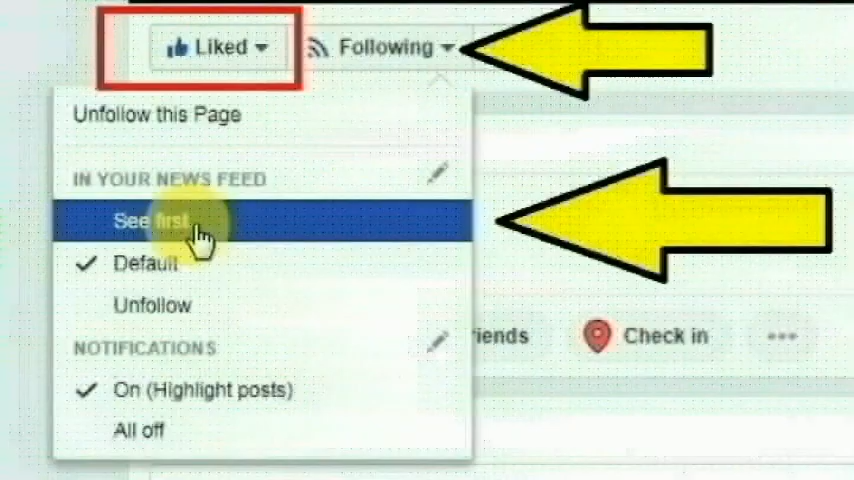 Liked Following
Unfollow this Page
IN YOUR NEWS FEED
See first
Default
Unfollow
riends Check in
NOTIFICATIONS
On (Highlight posts)
All off